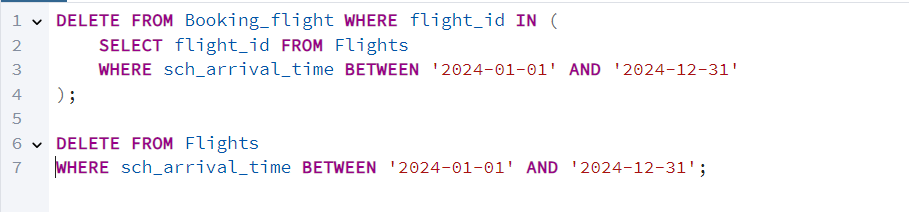 1 DELETE FROM Booking_flight WHERE flight_id IN (
2 SELECT flight_id FROM Flights
3 WHERE sch_arrival_time BETWEEN '2024-01-01' AND '2024-12-31'
4 );
5
6 DELETE FROM Flights
7 WHERE sch_arrival_time BETWEEN '2024-01-01' AND '2024-12-31';